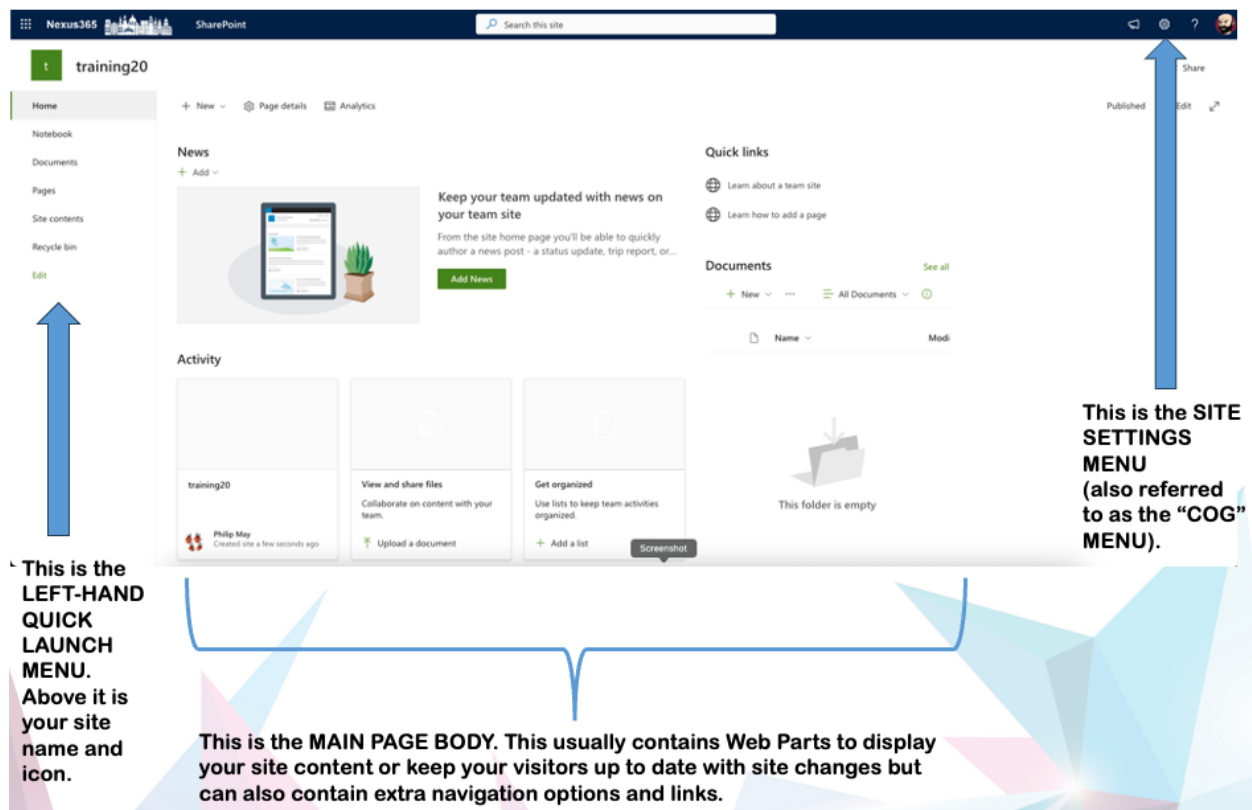 Nexus365
SharePoint
Search this site
?
t
training20
Share
Home
Notebook
Documents
Pages
Site contents
Recycle bin
Edit
+ New
Page details
Analytics
Published
Edit
News
+ Add
Keep your team updated with news on
your team site
From the site home page you'll be able to quickly
author a news post - a status update, trip report, or...
Add News
Quick links
Learn about a team site
Learn how to add a page
Documents
See all
+ New
...
All Documents
Name
Modi
This folder is empty
Activity
training20
Philip May
Created site a few seconds ago
View and share files
Collaborate on content with your
team.
Upload a document
Get organized
Use lists to keep team activities
organized.
+ Add a list
Screenshot
This is the SITE
SETTINGS
MENU
(also referred
to as the “COG”
MENU).
This is the
LEFT-HAND
QUICK
LAUNCH
MENU.
Above it is
your site
name and
icon.
This is the MAIN PAGE BODY. This usually contains Web Parts to display
your site content or keep your visitors up to date with site changes but
can also contain extra navigation options and links.